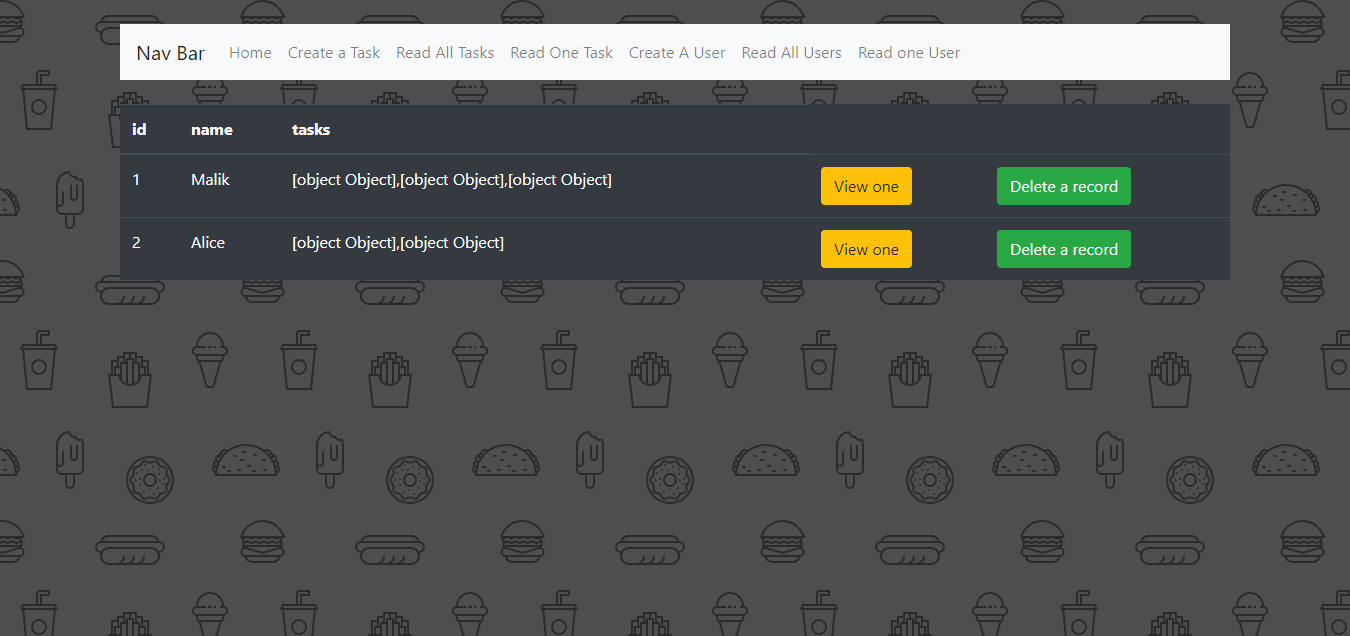 Nav Bar Home Create a Task Read All Tasks Read One Task Create A User Read All Users Read one User
id name tasks
1 Malik [object Object],[object Object],[object Object] View one Delete a record
2 Alice [object Object],[object Object] View one Delete a record